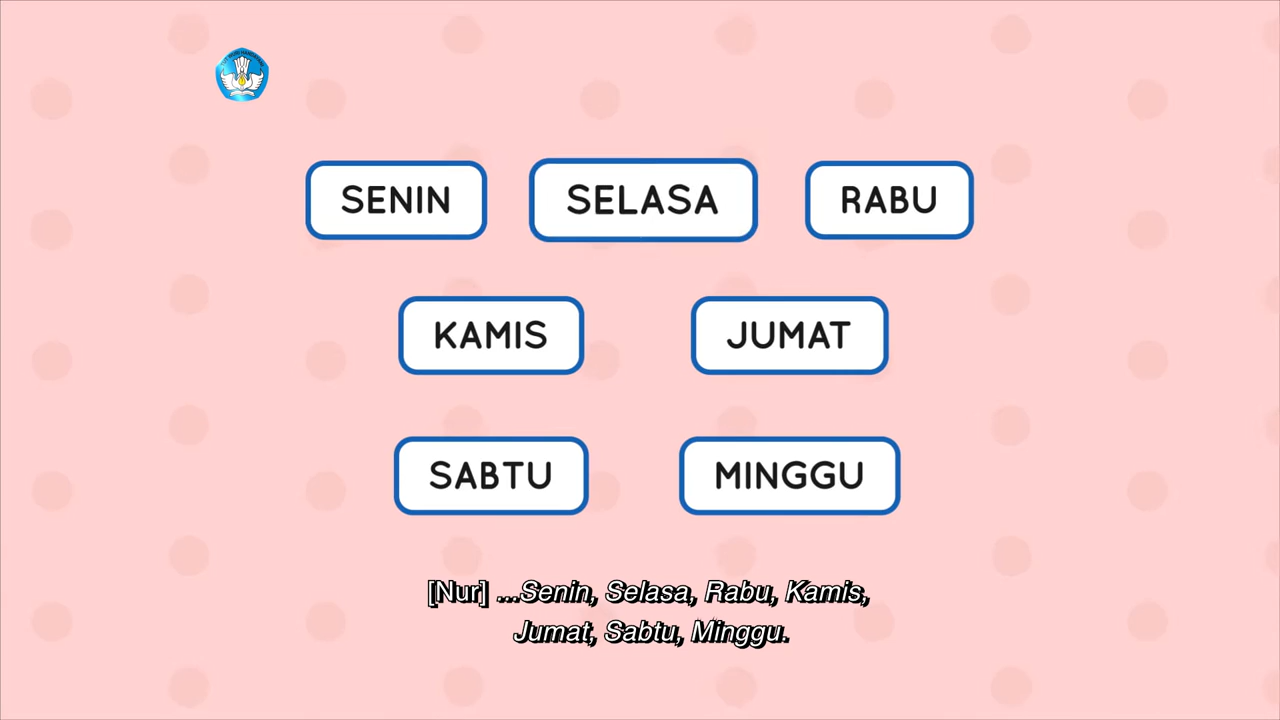 SENIN SELASA RABU
KAMIS JUMAT
SABTU MINGGU
[Nur] ...Senin, Selasa, Rabu, Kamis,
Jumat, Sabtu, Minggu.